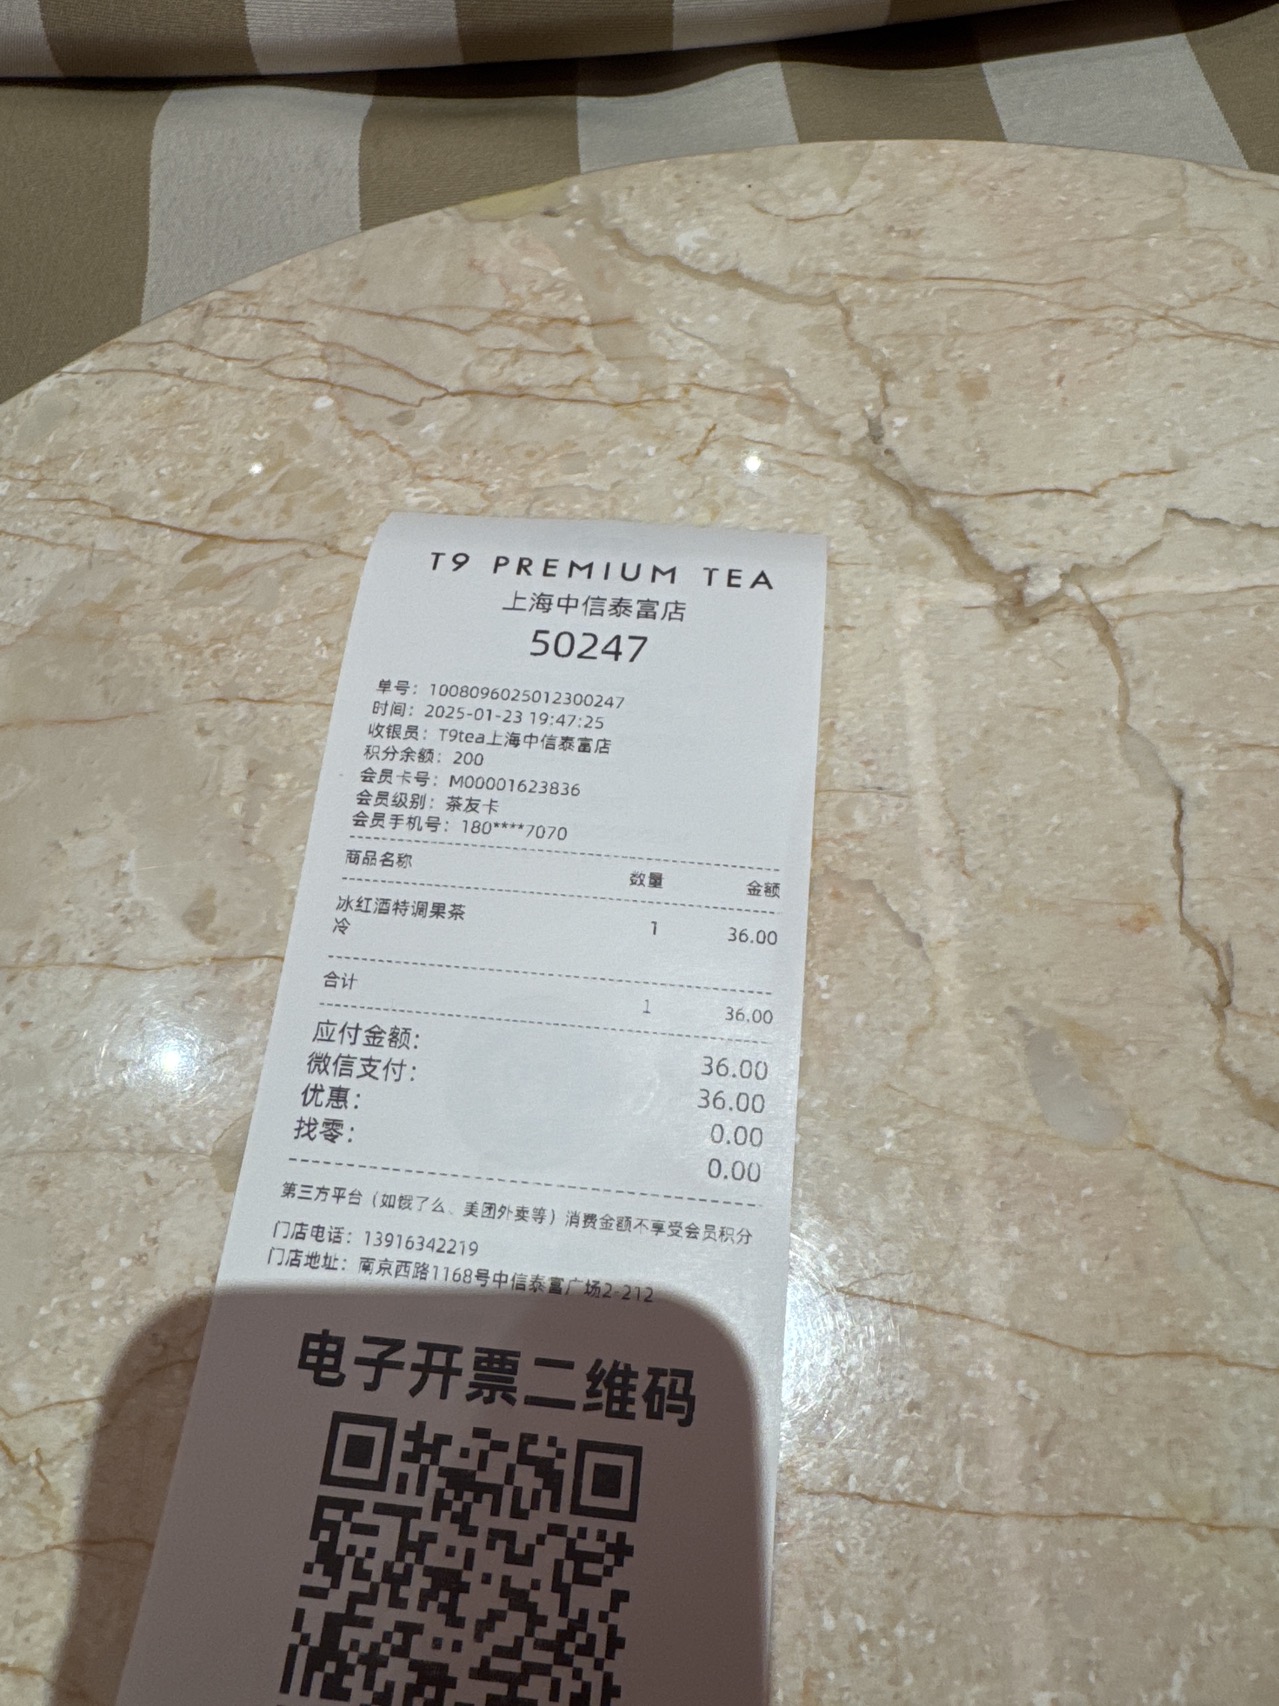 T9 PREMIUM TEA
上海中信泰富店
50247
单号：1008096025012300247
时间：2025-01-23 19:47:25
收银员：T9tea上海中信泰富店
积分余额：200
会员卡号：M00001623836
会员级别：茶友卡
会员手机号：180****7070
商品名称 数量 金额
冰红酒特调果茶 1 36.00
冷
合计 1 36.00
应付金额： 36.00
微信支付： 36.00
优惠： 0.00
找零： 0.00
第三方平台（如饿了么、美团外卖等）消费金额不享受会员积分
门店电话：13916342219
门店地址：南京西路1168号中信泰富广场2-212
电子开票二维码